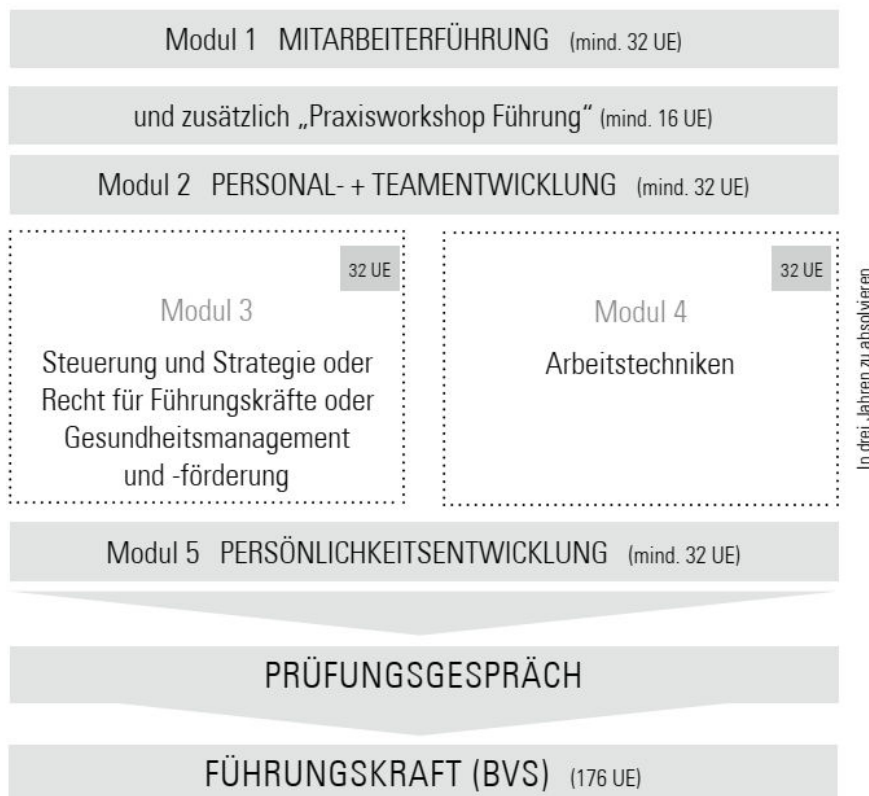 Modul 1 MITARBEITERFÜHRUNG (mind. 32 UE)
und zusätzlich „Praxisworkshop Führung“ (mind. 16 UE)
Modul 2 PERSONAL- + TEAMENTWICKLUNG (mind. 32 UE)
32 UE
Modul 3
Steuerung und Strategie oder
Recht für Führungskräfte oder
Gesundheitsmanagement
und -förderung
32 UE
Modul 4
Arbeitstechniken
In drei Jahren zu absolvieren
Modul 5 PERSÖNLICHKEITSENTWICKLUNG (mind. 32 UE)
PRÜFUNGSGESPRÄCH
FÜHRUNGSKRAFT (BVS) (176 UE)